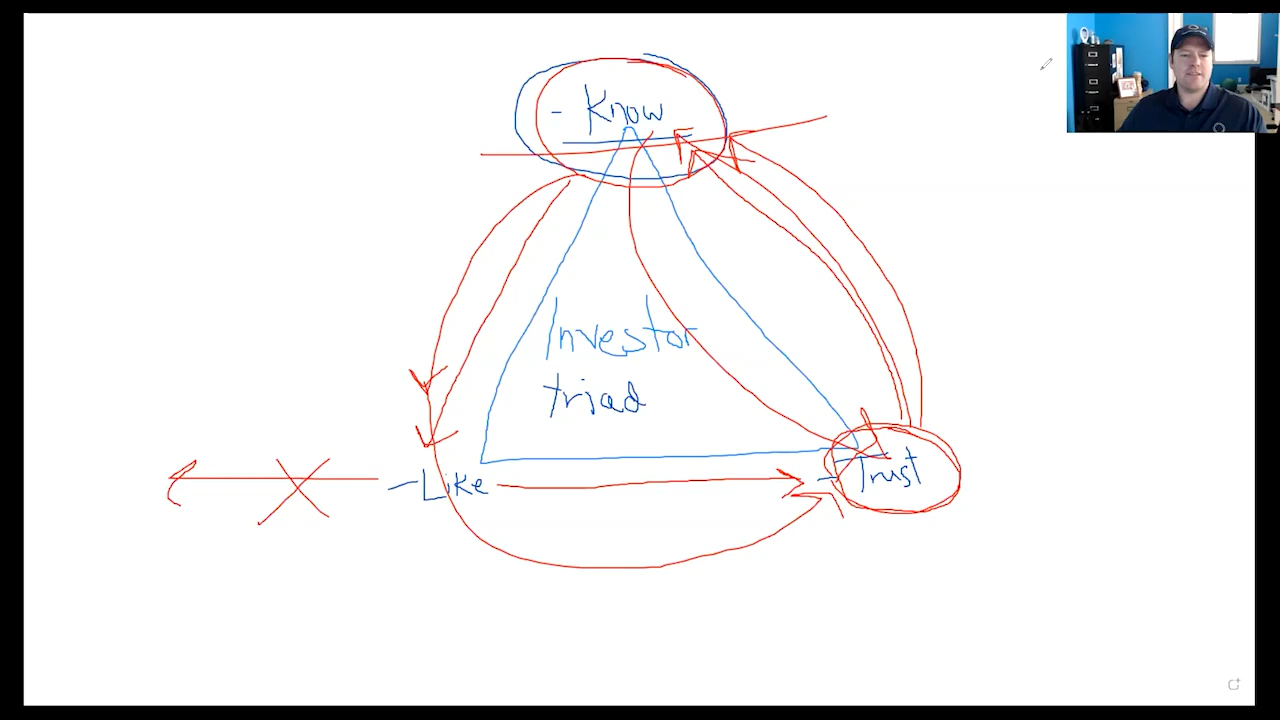 - Know
Investor
triad
- Like
- Trust